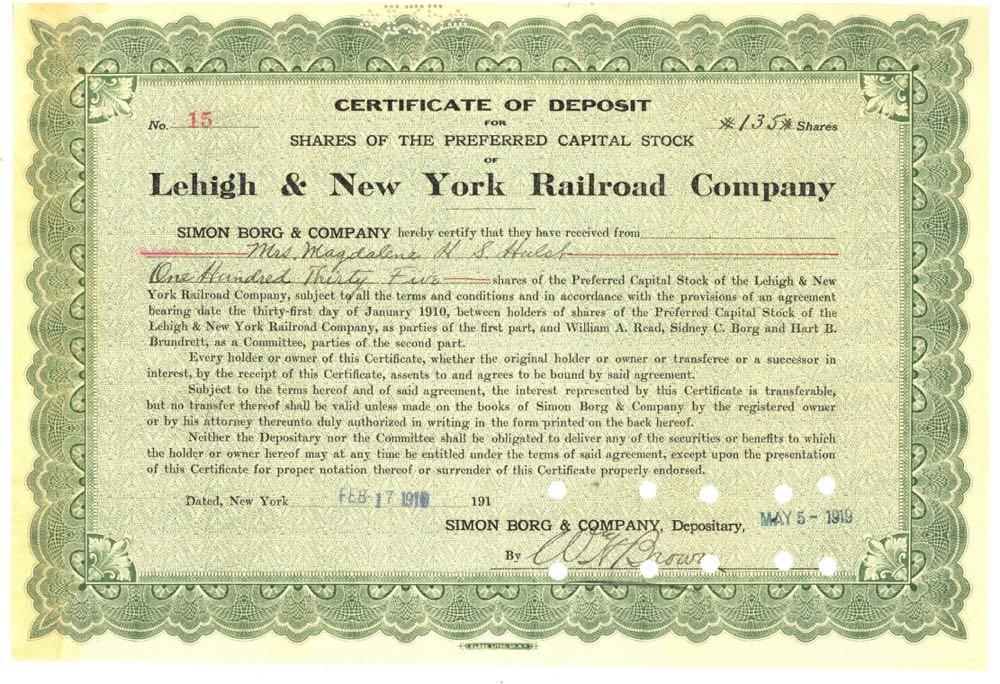 CERTIFICATE OF DEPOSIT
No. 15
FOR
*135* Shares
SHARES OF THE PREFERRED CAPITAL STOCK
OF
Lehigh & New York Railroad Company
SIMON BORG & COMPANY hereby certify that they have received from
Mrs. Magdalene H S Hulst
One Hundred Thirty Five shares of the Preferred Capital Stock of the Lehigh & New
York Railroad Company, subject to all the terms and conditions and in accordance with the provisions of an agreement
bearing date the thirty-first day of January 1910, between holders of shares of the Preferred Capital Stock of the
Lehigh & New York Railroad Company, as parties of the first part, and William A. Read, Sidney C. Borg and Hart B.
Brundrett, as a Committee, parties of the second part.
Every holder or owner of this Certificate, whether the original holder or owner or transferee or a successor in
interest, by the receipt of this Certificate, assents to and agrees to be bound by said agreement.
Subject to the terms hereof and of said agreement, the interest represented by this Certificate is transferable,
but no transfer thereof shall be valid unless made on the books of Simon Borg & Company by the registered owner
or by his attorney thereunto duly authorized in writing in the form printed on the back hereof.
Neither the Depositary nor the Committee shall be obligated to deliver any of the securities or benefits to which
the holder or owner hereof may at any time be entitled under the terms of said agreement, except upon the presentation
of this Certificate for proper notation thereof or surrender of this Certificate properly endorsed.
Dated, New York FEB 17 1910 191
SIMON BORG & COMPANY, Depositary, MAY 5 - 1919
By Brown